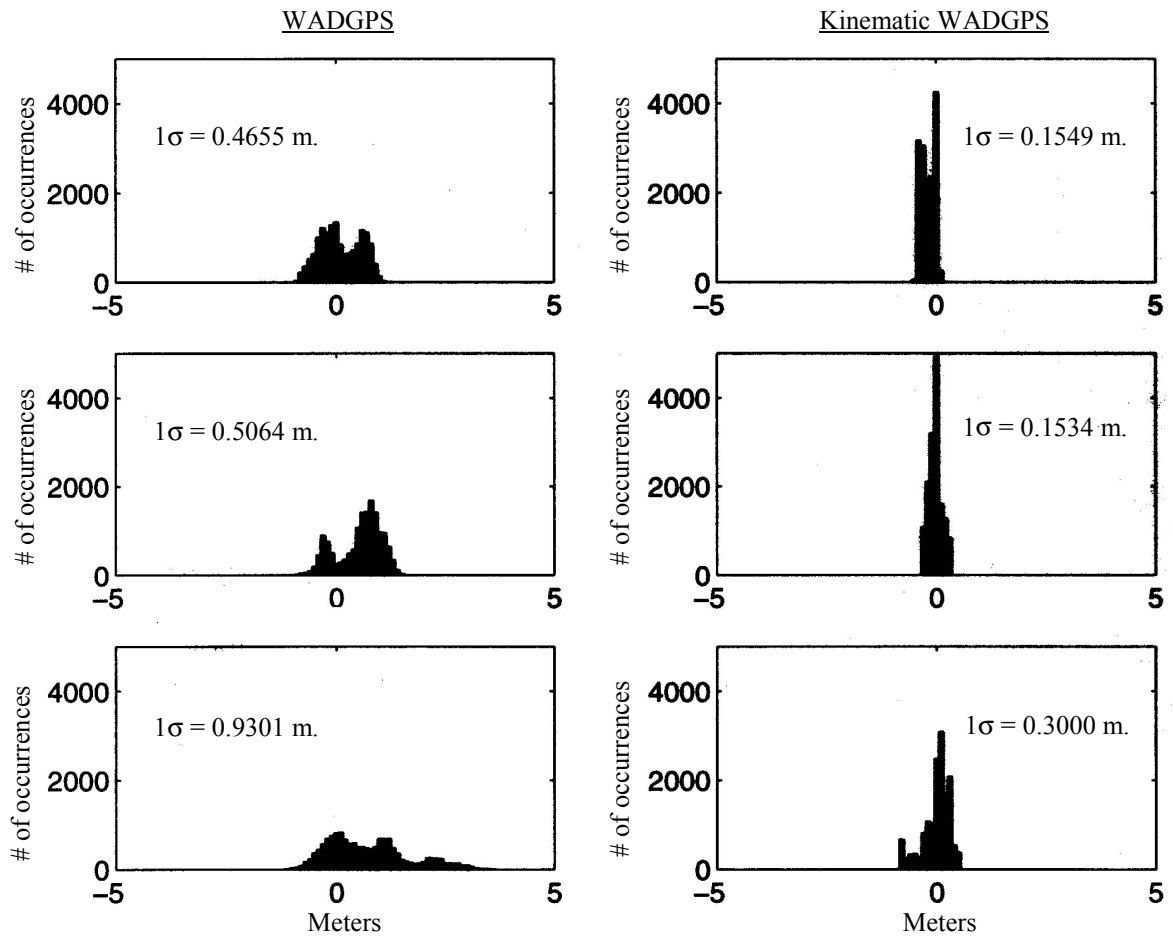 WADGPS
Kinematic WADGPS
# of occurrences
4000
2000
0
1σ = 0.4655 m.
−5
0
5
# of occurrences
4000
2000
0
1σ = 0.1549 m.
−5
0
5
# of occurrences
4000
2000
0
1σ = 0.5064 m.
−5
0
5
# of occurrences
4000
2000
0
1σ = 0.1534 m.
−5
0
5
# of occurrences
4000
2000
0
1σ = 0.9301 m.
−5
0
5
Meters
# of occurrences
4000
2000
0
1σ = 0.3000 m.
−5
0
5
Meters